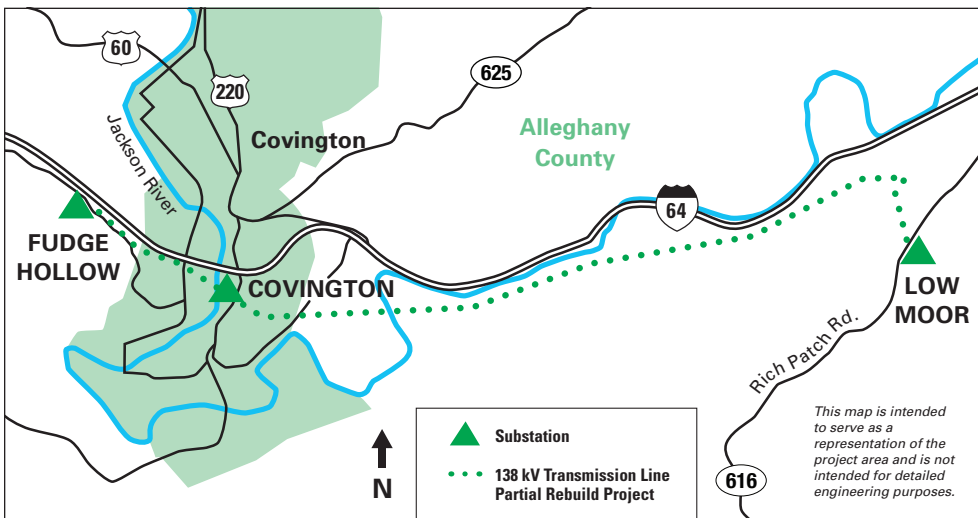 60
625
220
Covington
Jackson River
Alleghany
County
64
FUDGE
HOLLOW
COVINGTON
LOW
MOOR
Rich Patch Rd.
616
N
Substation
138 kV Transmission Line
Partial Rebuild Project
This map is intended
to serve as a
representation of the
project area and is not
intended for detailed
engineering purposes.